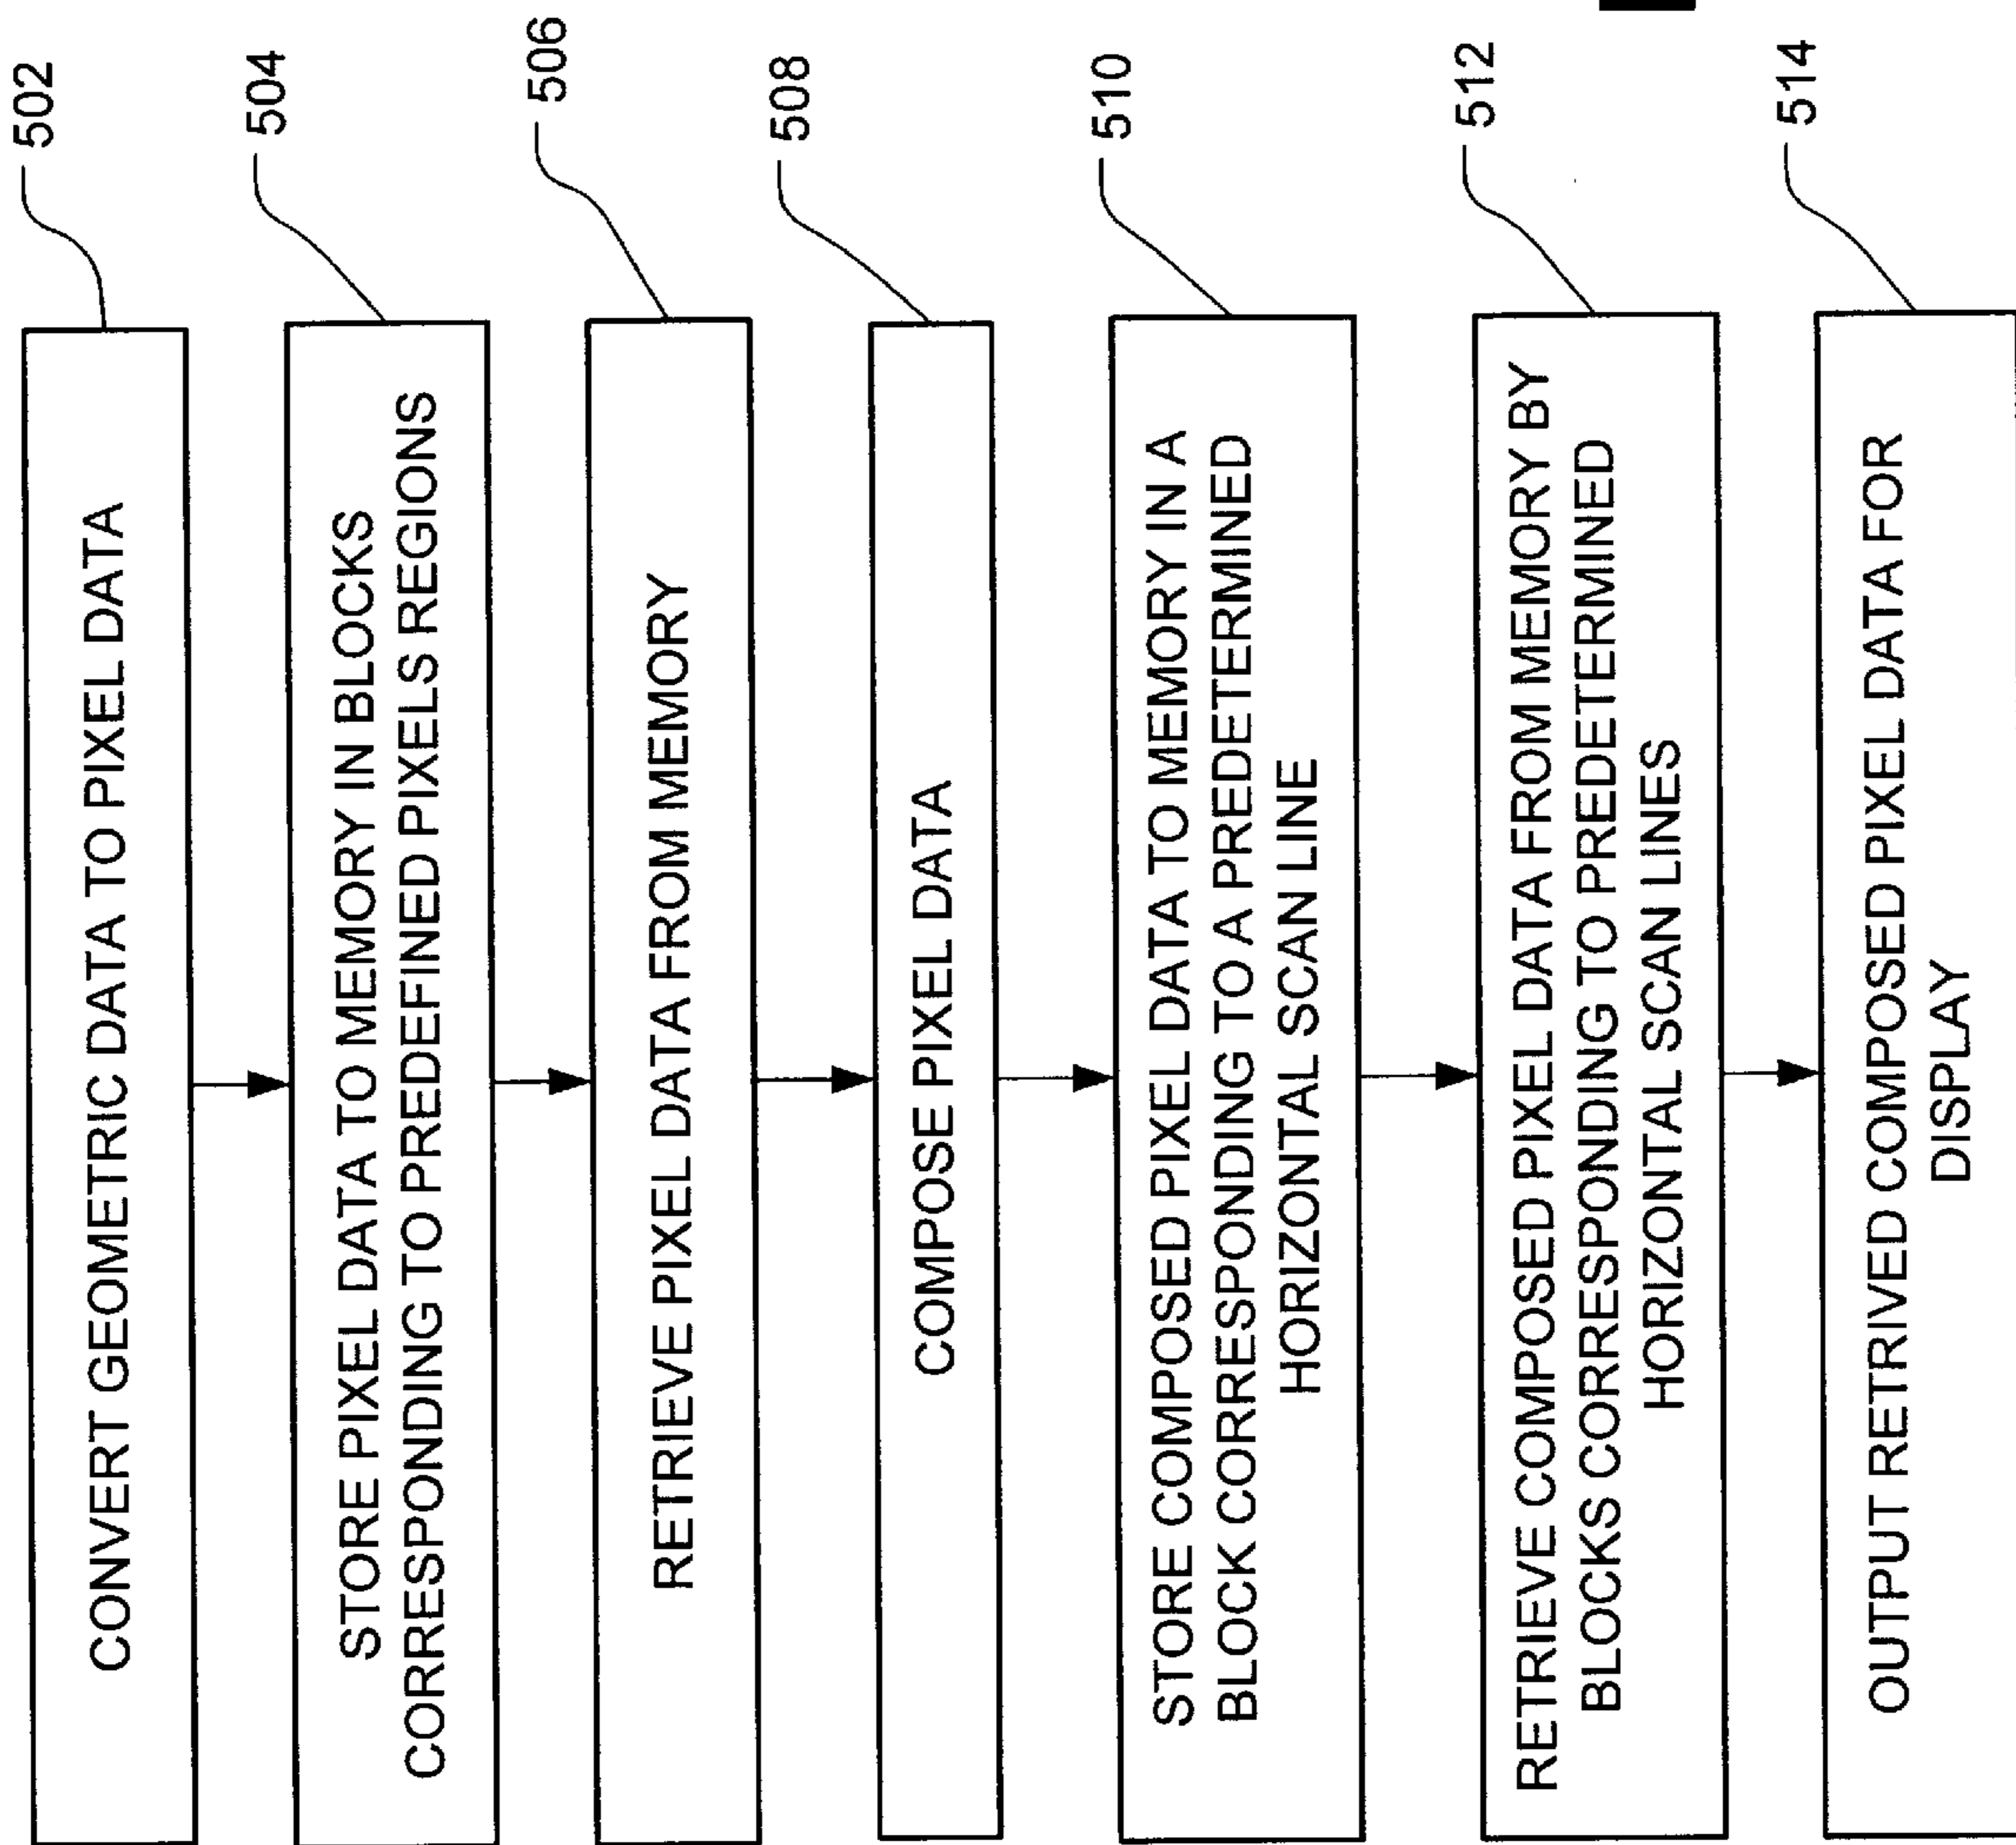 502
CONVERT GEOMETRIC DATA TO PIXEL DATA
504
STORE PIXEL DATA TO MEMORY IN BLOCKS
CORRESPONDING TO PREDEFINED PIXELS REGIONS
506
RETRIEVE PIXEL DATA FROM MEMORY
508
COMPOSE PIXEL DATA
510
STORE COMPOSED PIXEL DATA TO MEMORY IN A
BLOCK CORRESPONDING TO A PREDETERMINED
HORIZONTAL SCAN LINE
512
RETRIEVE COMPOSED PIXEL DATA FROM MEMORY BY
BLOCKS CORRESPONDING TO PREDETERMINED
HORIZONTAL SCAN LINES
514
OUTPUT RETRIVED COMPOSED PIXEL DATA FOR
DISPLAY